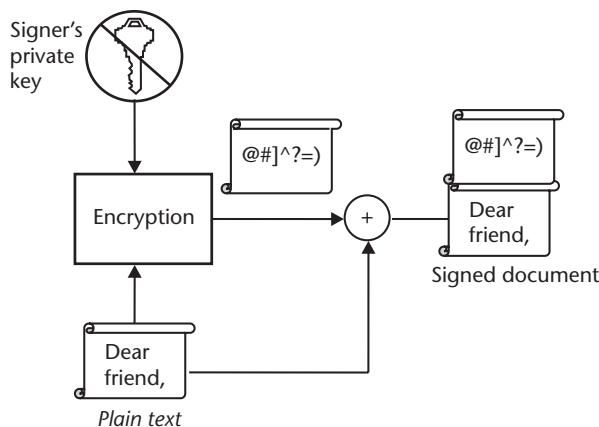 Signer's
private
key
@#]^?=)
@#]^?=)
Encryption
+
Dear
friend,
Signed document
Dear
friend,
Plain text